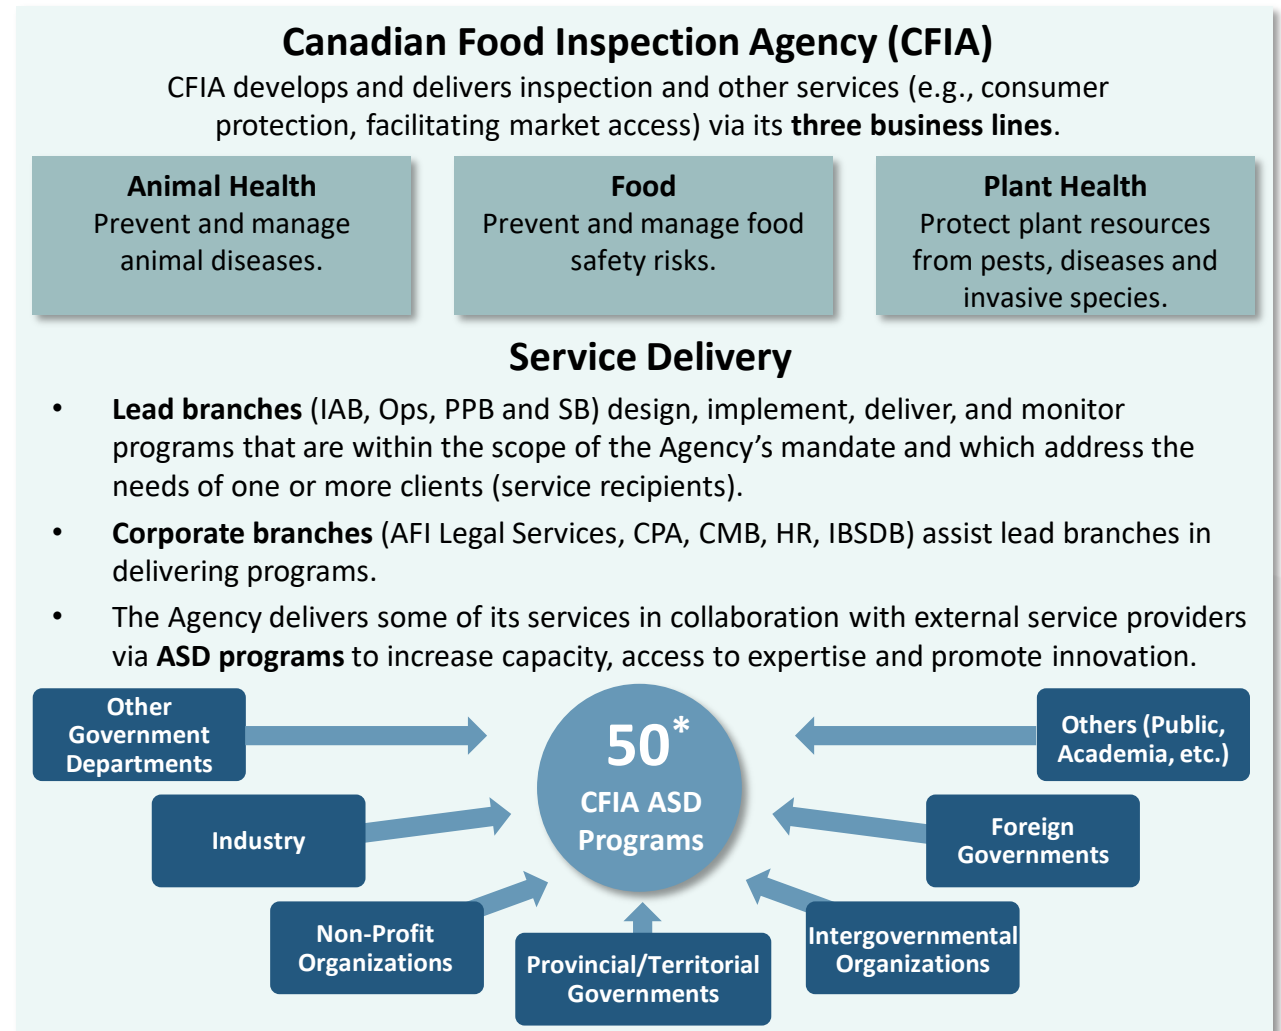 Canadian Food Inspection Agency (CFIA)
CFIA develops and delivers inspection and other services (e.g., consumer
protection, facilitating market access) via its three business lines.
Animal Health
Prevent and manage
animal diseases.
Food
Prevent and manage food
safety risks.
Plant Health
Protect plant resources
from pests, diseases and
invasive species.
Service Delivery
• Lead branches (IAB, Ops, PPB and SB) design, implement, deliver, and monitor
programs that are within the scope of the Agency’s mandate and which address the
needs of one or more clients (service recipients).
• Corporate branches (AFI Legal Services, CPA, CMB, HR, IBSDB) assist lead branches in
delivering programs.
• The Agency delivers some of its services in collaboration with external service providers
via ASD programs to increase capacity, access to expertise and promote innovation.
Other
Government
Departments
Industry
Non-Profit
Organizations
Provincial/Territorial
Governments
Intergovernmental
Organizations
Foreign
Governments
Others (Public,
Academia, etc.)
50*
CFIA ASD
Programs